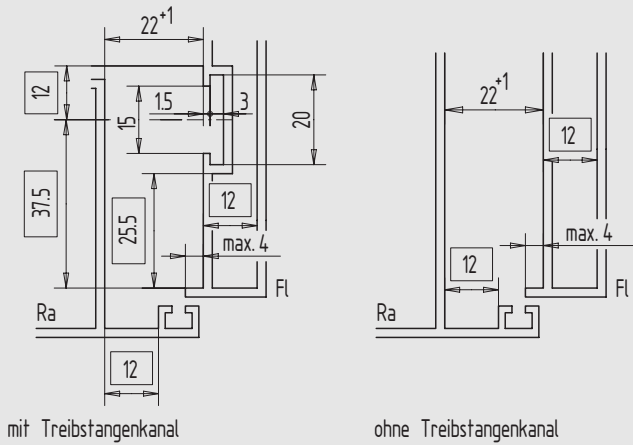 22+1
12
15
1.5
3
20
37.5
25.5
12
max. 4
Fl
Ra
12
mit Treibstangenkanal
22+1
12
max. 4
12
Fl
Ra
ohne Treibstangenkanal